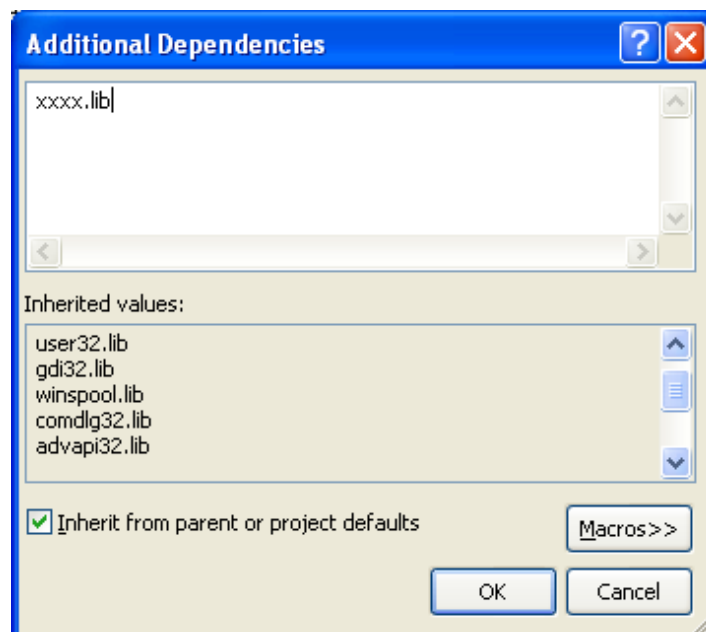 Additional Dependencies
xxxx.lib
Inherited values:
user32.lib
gdi32.lib
winspool.lib
comdlg32.lib
advapi32.lib
Inherit from parent or project defaults
Macros>>
OK
Cancel